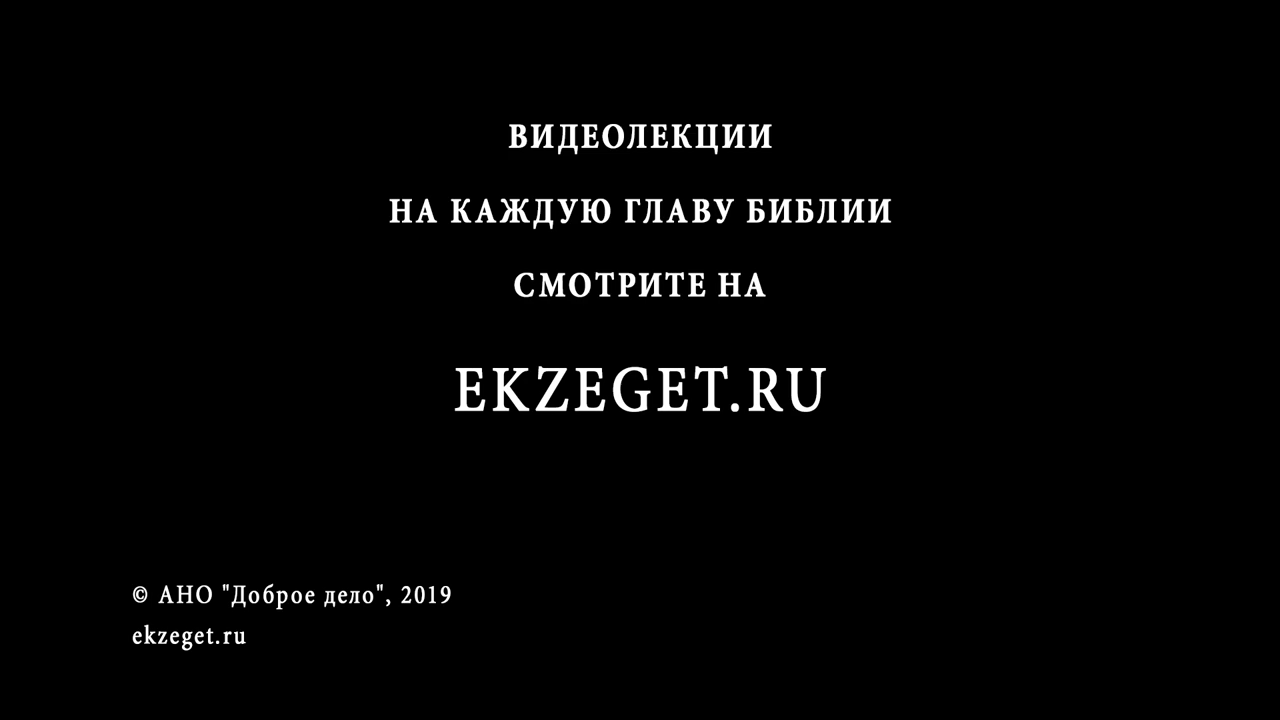 ВИДЕОЛЕКЦИИ
НА КАЖДУЮ ГЛАВУ БИБЛИИ
СМОТРИТЕ НА
EKZEGET.RU
© АНО "Доброе дело", 2019
ekzeget.ru